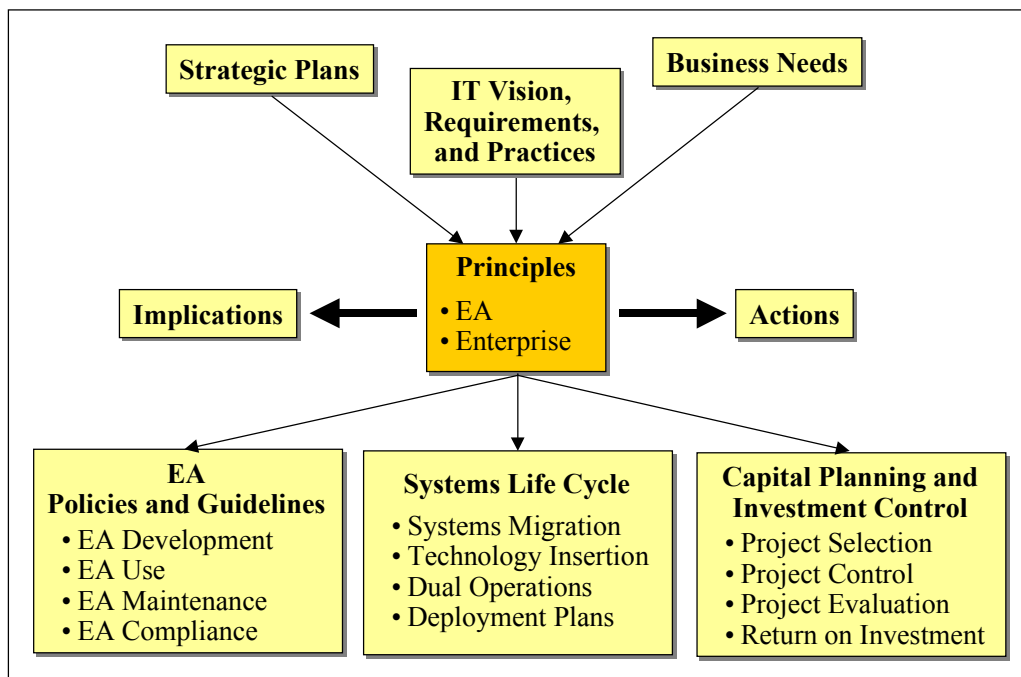 Strategic Plans
IT Vision,
Requirements,
and Practices
Business Needs
Principles
• EA
• Enterprise
Implications
Actions
EA
Policies and Guidelines
• EA Development
• EA Use
• EA Maintenance
• EA Compliance
Systems Life Cycle
• Systems Migration
• Technology Insertion
• Dual Operations
• Deployment Plans
Capital Planning and
Investment Control
• Project Selection
• Project Control
• Project Evaluation
• Return on Investment